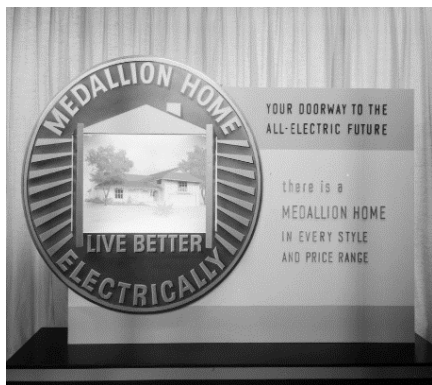 MEDALLION HOME
LIVE BETTER
ELECTRICALLY
YOUR DOORWAY TO THE
ALL-ELECTRIC FUTURE
there is a
MEDALLION HOME
IN EVERY STYLE
AND PRICE RANGE